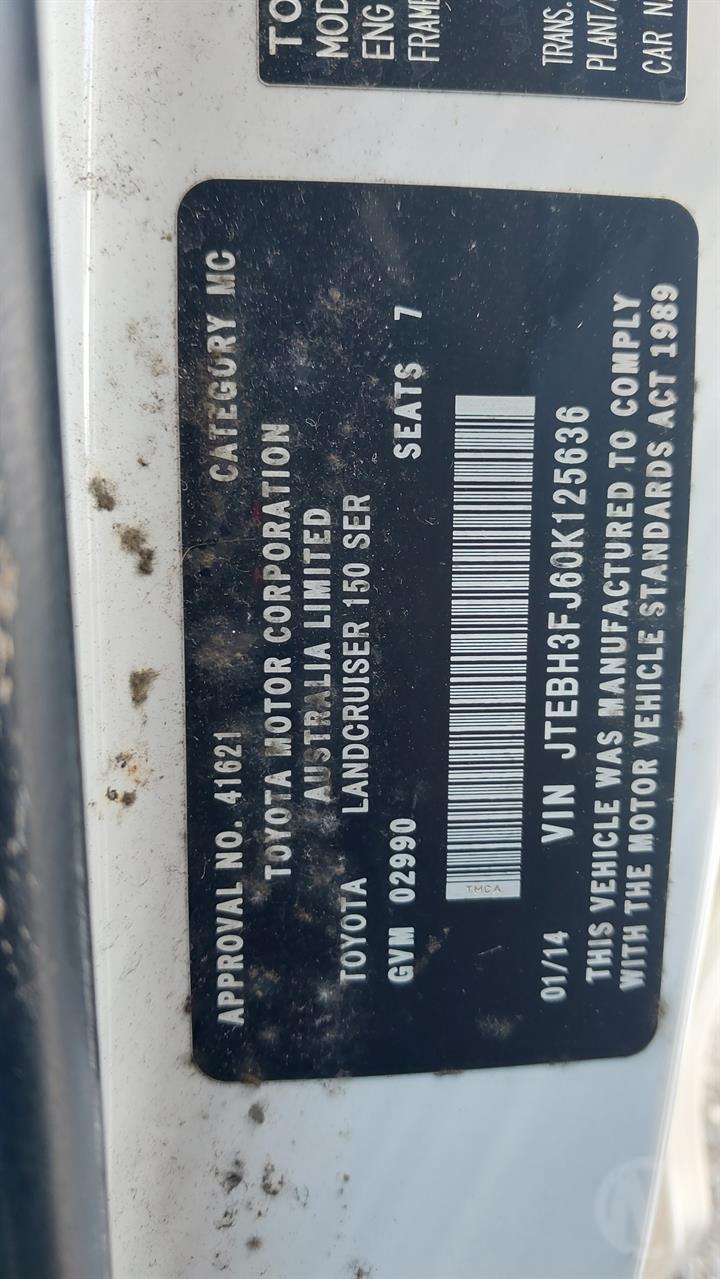 TO
MOD
ENG
FRAME
TRANS.
PLANT/
CAR N
APPROVAL NO. 41621 CATEGORY MC
TOYOTA MOTOR CORPORATION
AUSTRALIA LIMITED
TOYOTA LANDCRUISER 150 SER
GVM 02990 SEATS 7
TMCA
01/14 VIN JTEBH3FJ60K125636
THIS VEHICLE WAS MANUFACTURED TO COMPLY
WITH THE MOTOR VEHICLE STANDARDS ACT 1989